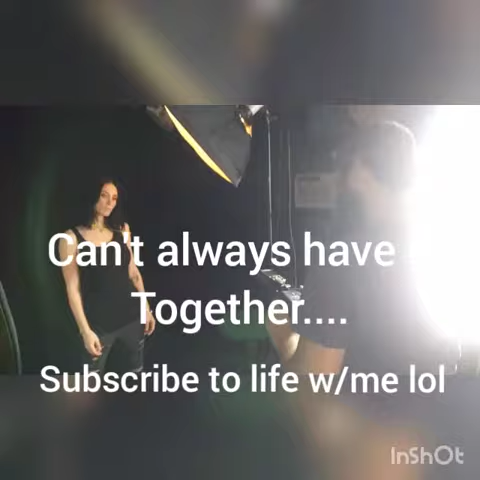 Can't always have
Together....
Subscribe to life w/me lol
InShOt